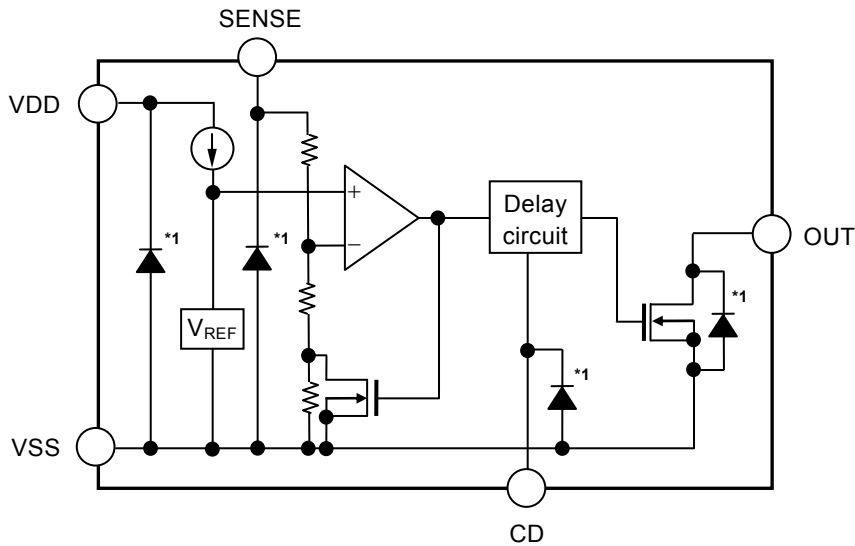 SENSE
VDD
*1
*1
+
−
Delay
circuit
OUT
*1
VREF
*1
VSS
CD